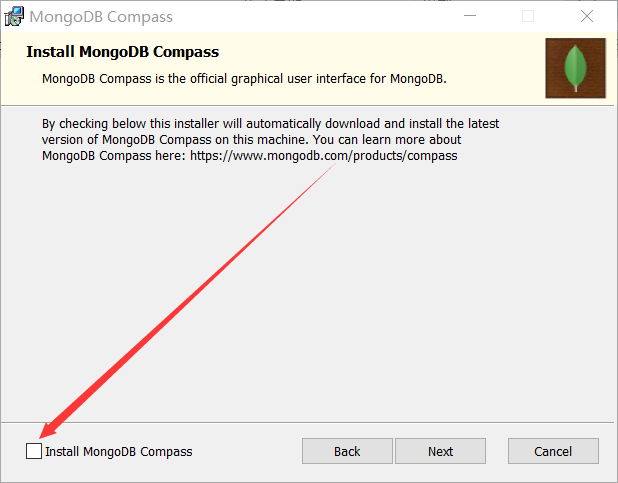 MongoDB Compass
Install MongoDB Compass
MongoDB Compass is the official graphical user interface for MongoDB.
By checking below this installer will automatically download and install the latest
version of MongoDB Compass on this machine. You can learn more about
MongoDB Compass here: https://www.mongodb.com/products/compass
Install MongoDB Compass
Back
Next
Cancel